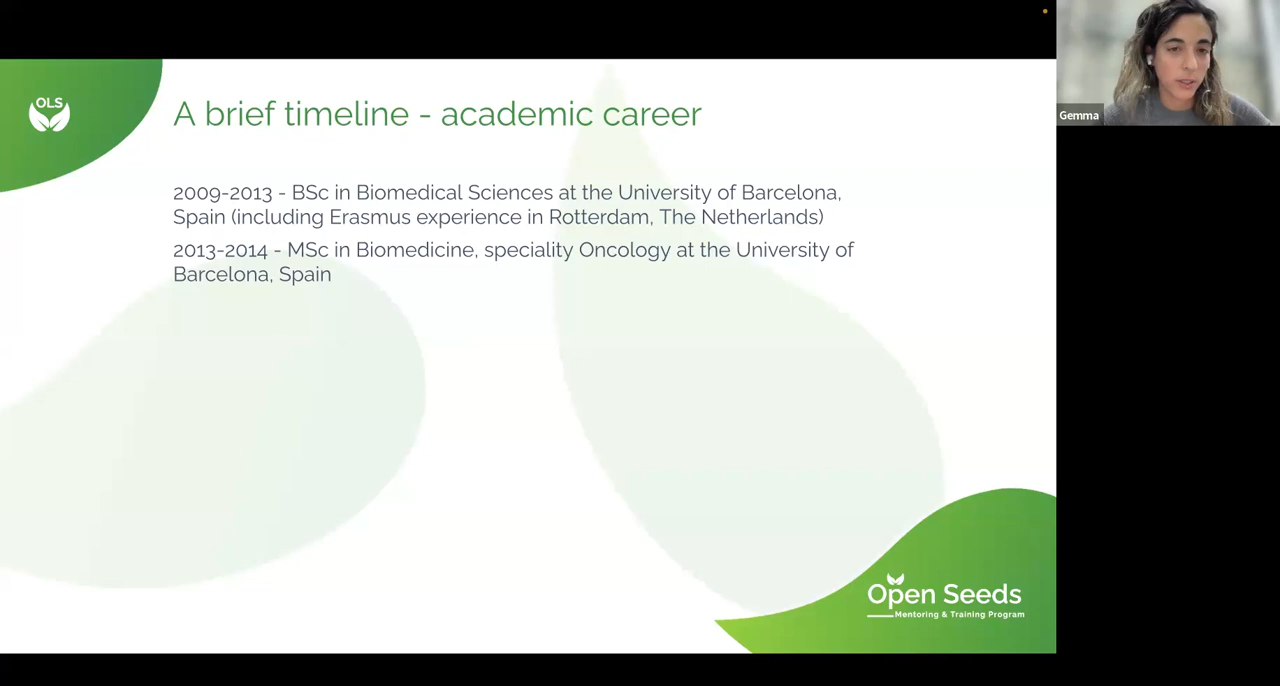 OLS
A brief timeline - academic career
2009-2013 - BSc in Biomedical Sciences at the University of Barcelona,
Spain (including Erasmus experience in Rotterdam, The Netherlands)
2013-2014 - MSc in Biomedicine, speciality Oncology at the University of
Barcelona, Spain
Open Seeds
Mentoring & Training Program
Gemma